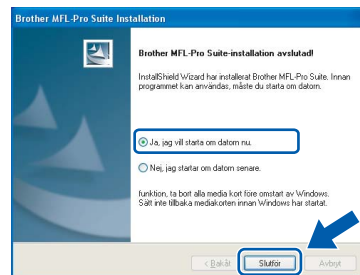 Brother MFL-Pro Suite Installation
Brother MFL-Pro Suite-installation avslutad!
InstallShield Wizard har installerat Brother MFL-Pro Suite. Innan
programmet kan användas, måste du starta om datorn.
Ja, jag vill starta om datorn nu.
Nej, jag startar om datorn senare.
funktion, ta bort alla media kort före omstart av Windows.
Sätt inte tillbaka mediakorten innan Windows har startat.
< Bakåt
Slutför
Avbryt